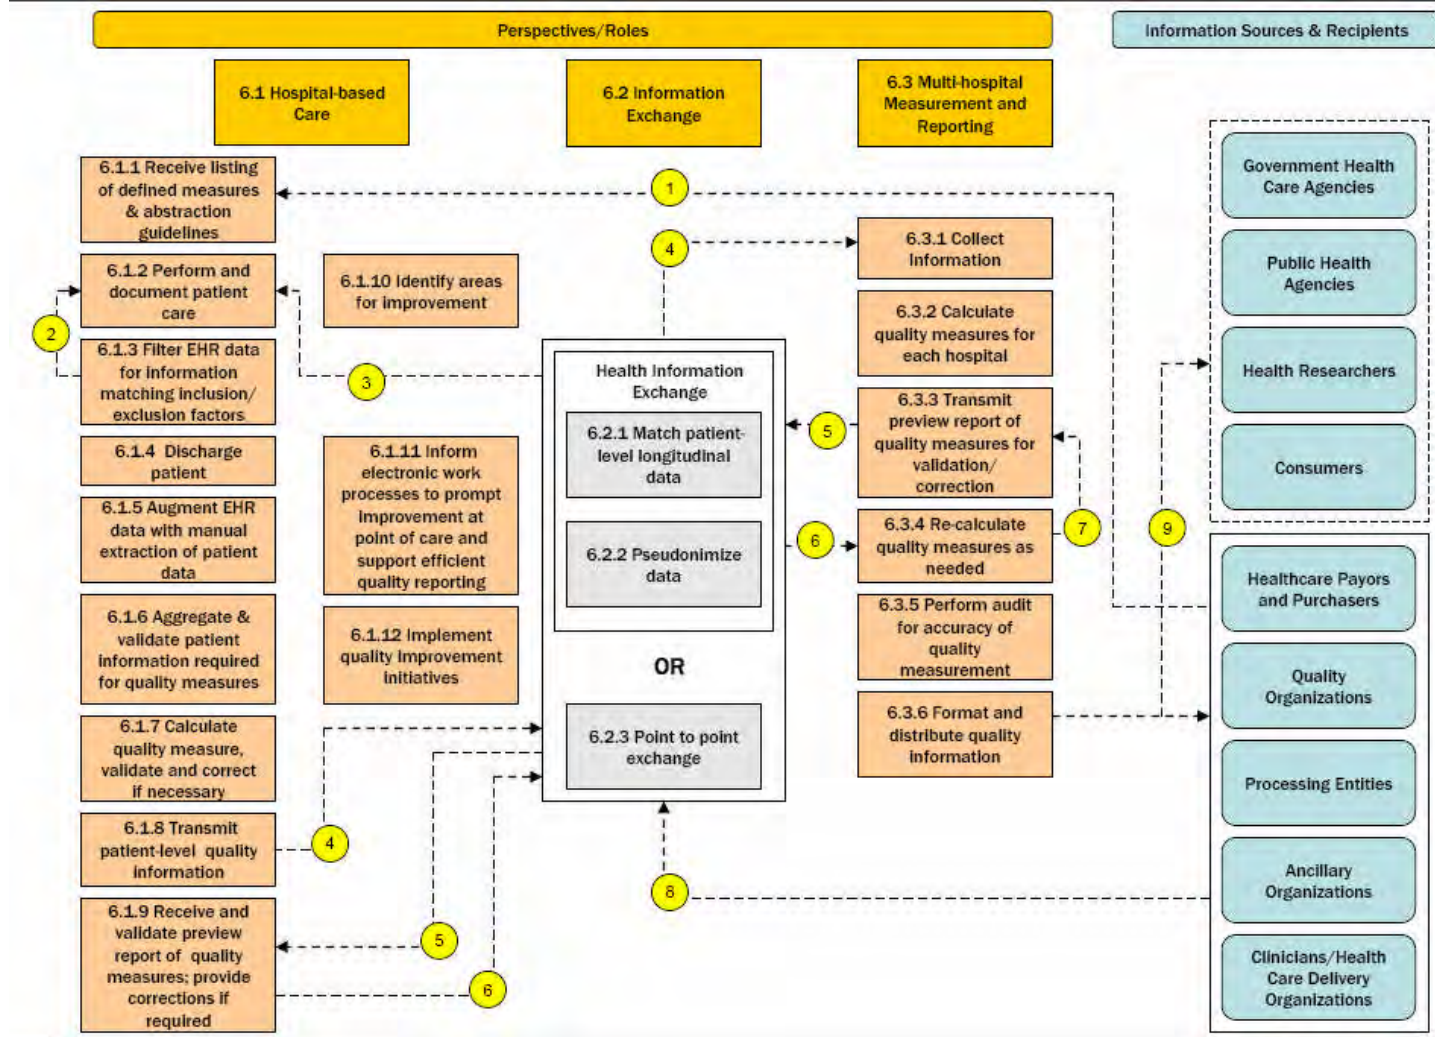 Perspectives/Roles
Information Sources & Recipients
6.1 Hospital-based
Care
6.2 Information
Exchange
6.3 Multi-hospital
Measurement and
Reporting
6.1.1 Receive listing
of defined measures
& abstraction
guidelines
6.1.2 Perform and
document patient
care
6.1.3 Filter EHR data
for information
matching inclusion/
exclusion factors
6.1.4 Discharge
patient
6.1.5 Augment EHR
data with manual
extraction of patient
data
6.1.6 Aggregate &
validate patient
information required
for quality measures
6.1.7 Calculate
quality measure,
validate and correct
if necessary
6.1.8 Transmit
patient-level quality
information
6.1.9 Receive and
validate preview
report of quality
measures; provide
corrections if
required
6.1.10 Identify areas
for improvement
6.1.11 Inform
electronic work
processes to prompt
improvement at
point of care and
support efficient
quality reporting
6.1.12 Implement
quality improvement
initiatives
1
2
3
4
4
5
6
Health Information
Exchange
6.2.1 Match patient-
level longitudinal
data
6.2.2 Pseudonimize
data
OR
6.2.3 Point to point
exchange
5
6
7
8
9
6.3.1 Collect
Information
6.3.2 Calculate
quality measures for
each hospital
6.3.3 Transmit
preview report of
quality measures for
validation/
correction
6.3.4 Re-calculate
quality measures as
needed
6.3.5 Perform audit
for accuracy of
quality
measurement
6.3.6 Format and
distribute quality
information
Government Health
Care Agencies
Public Health
Agencies
Health Researchers
Consumers
Healthcare Payors
and Purchasers
Quality
Organizations
Processing Entities
Ancillary
Organizations
Clinicians/Health
Care Delivery
Organizations